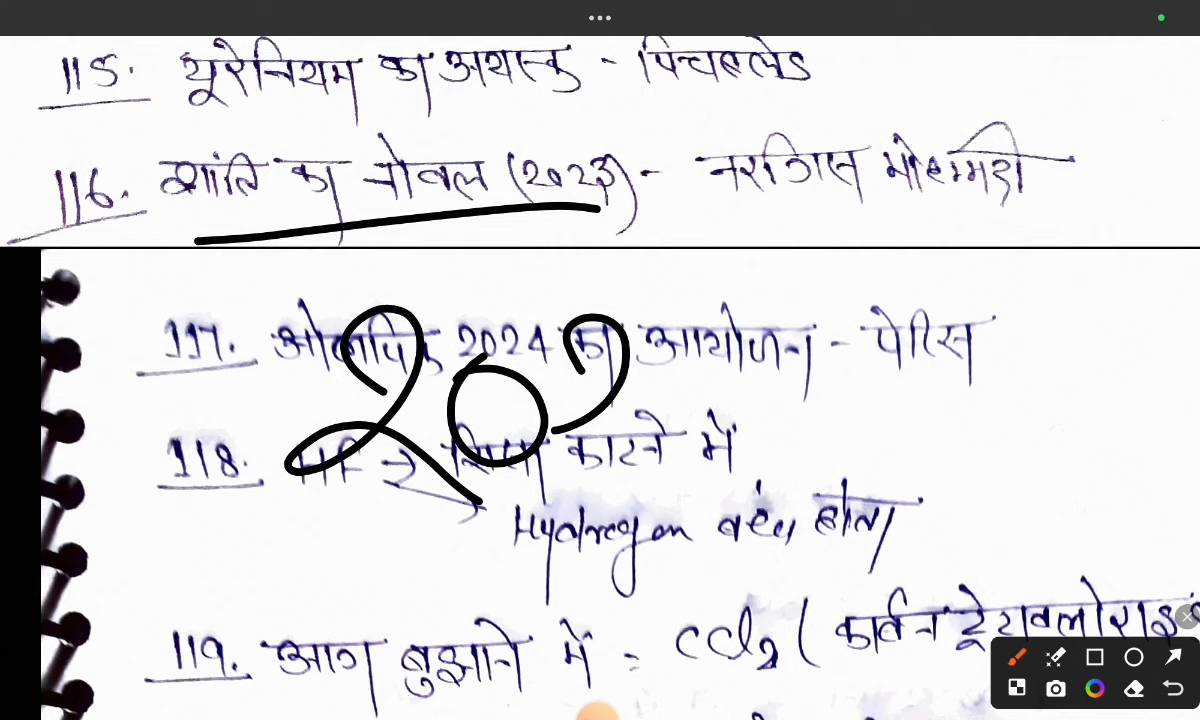 115. यूरेनियम का अयस्क - पिचब्लेंड
116. शांति का नोबल (2023) - नरगिस मोहम्मदी
117. ओलंपिक 2024 का आयोजन - पेरिस
118. HF → शिशा काटने में
Hydrogen बंध होता
119. आग बुझाने में = CCl₂ ( कार्बन टेट्राक्लोराइड